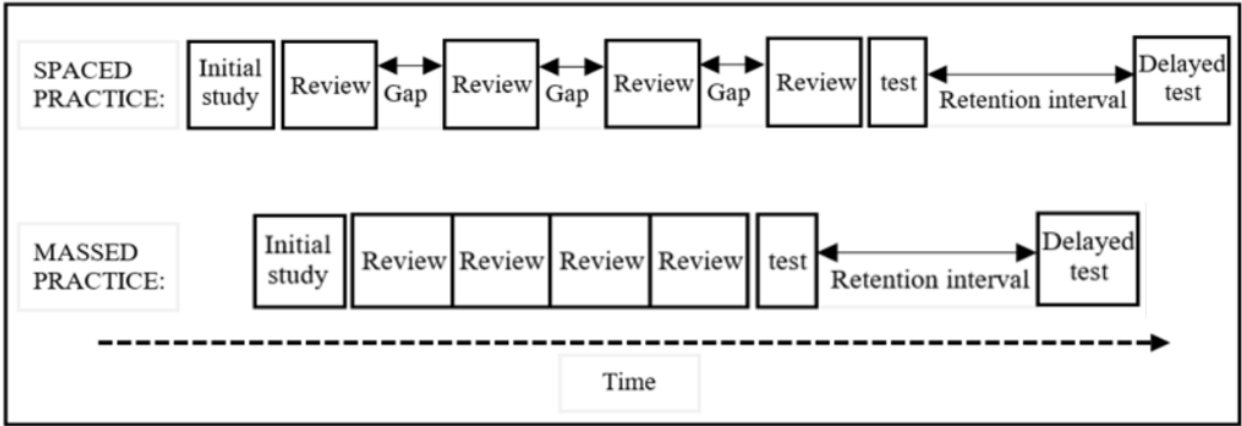 SPACED
PRACTICE:
Initial
study
Review
Gap
Review
Gap
Review
Gap
Review
test
Retention interval
Delayed
test
MASSED
PRACTICE:
Initial
study
Review
Review
Review
Review
test
Retention interval
Delayed
test
Time